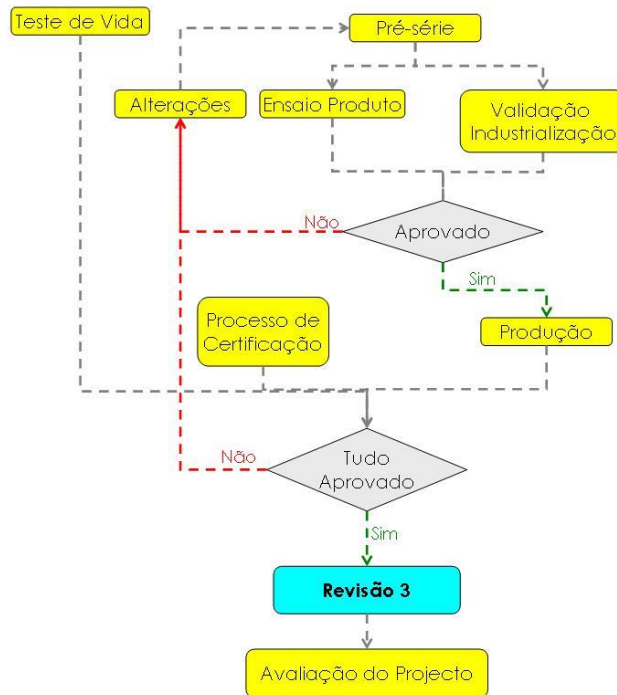 Teste de Vida
Pré-série
Alterações
Ensaio Produto
Validação
Industrialização
Não
Aprovado
Sim
Processo de
Certificação
Produção
Não
Tudo
Aprovado
Sim
Revisão 3
Avaliação do Projecto